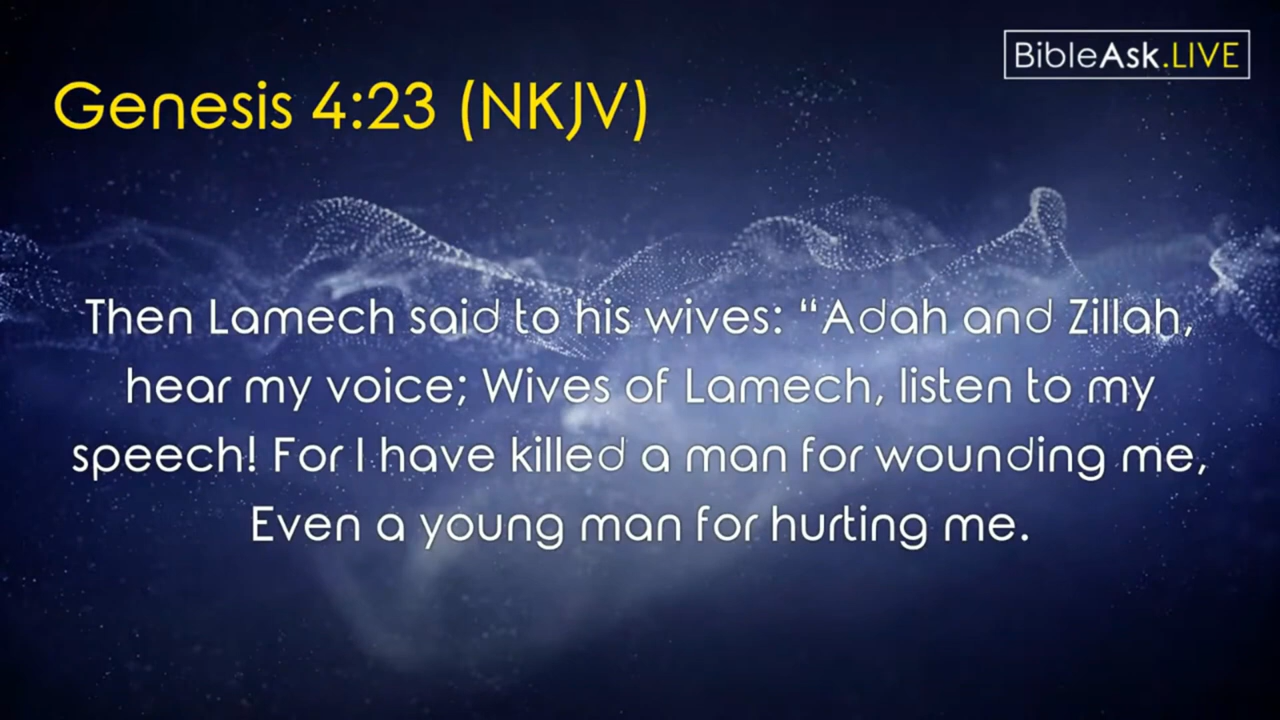 BibleAsk.LIVE
Genesis 4:23 (NKJV)
Then Lamech said to his wives: “Adah and Zillah,
hear my voice; Wives of Lamech, listen to my
speech! For I have killed a man for wounding me,
Even a young man for hurting me.